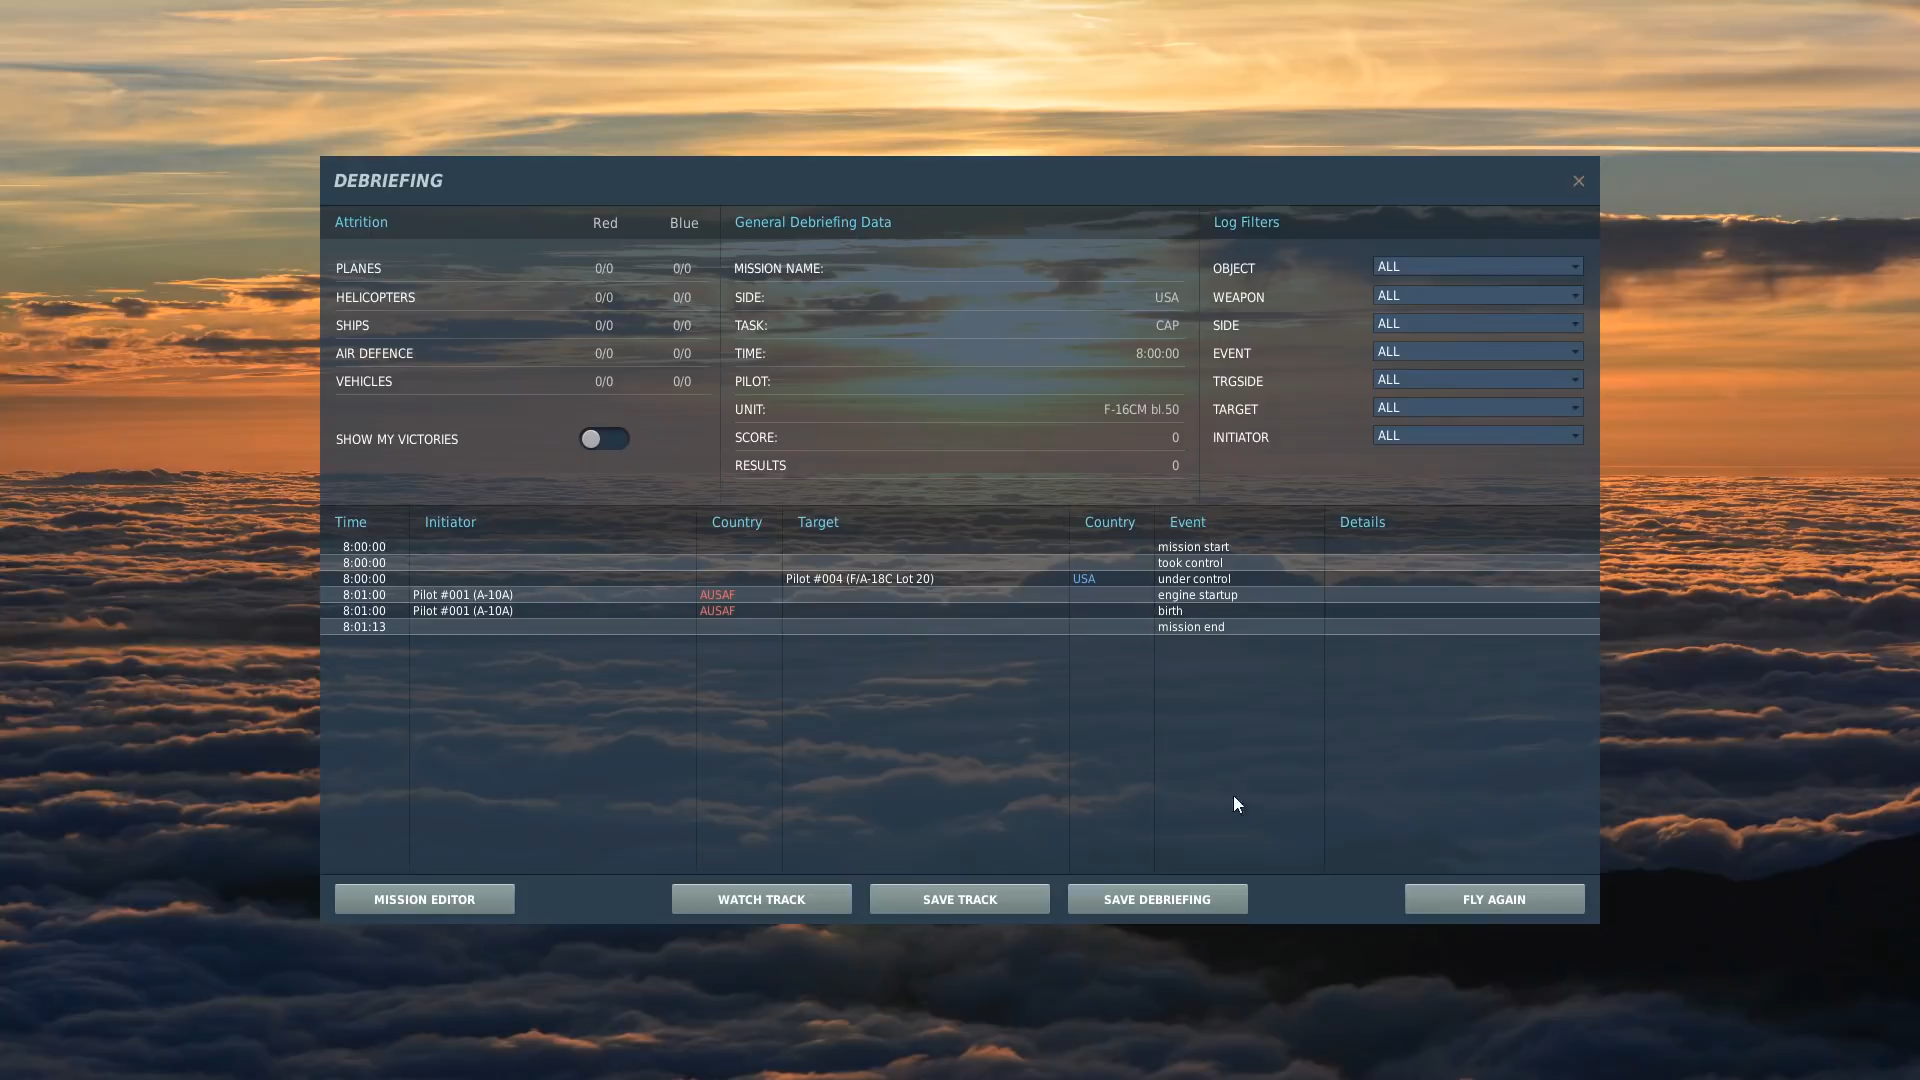 DEBRIEFING
Attrition Red Blue
PLANES 0/0 0/0
HELICOPTERS 0/0 0/0
SHIPS 0/0 0/0
AIR DEFENCE 0/0 0/0
VEHICLES 0/0 0/0
SHOW MY VICTORIES
General Debriefing Data
MISSION NAME:
SIDE: USA
TASK: CAP
TIME: 8:00:00
PILOT:
UNIT: F-16CM bl.50
SCORE: 0
RESULTS 0
Log Filters
OBJECT ALL
WEAPON ALL
SIDE ALL
EVENT ALL
TRGSIDE ALL
TARGET ALL
INITIATOR ALL
Time Initiator Country Target Country Event Details
8:00:00 mission start
8:00:00 took control
8:00:00 Pilot #004 (F/A-18C Lot 20) USA under control
8:01:00 Pilot #001 (A-10A) AUSAF engine startup
8:01:00 Pilot #001 (A-10A) AUSAF birth
8:01:13 mission end
MISSION EDITOR WATCH TRACK SAVE TRACK SAVE DEBRIEFING FLY AGAIN